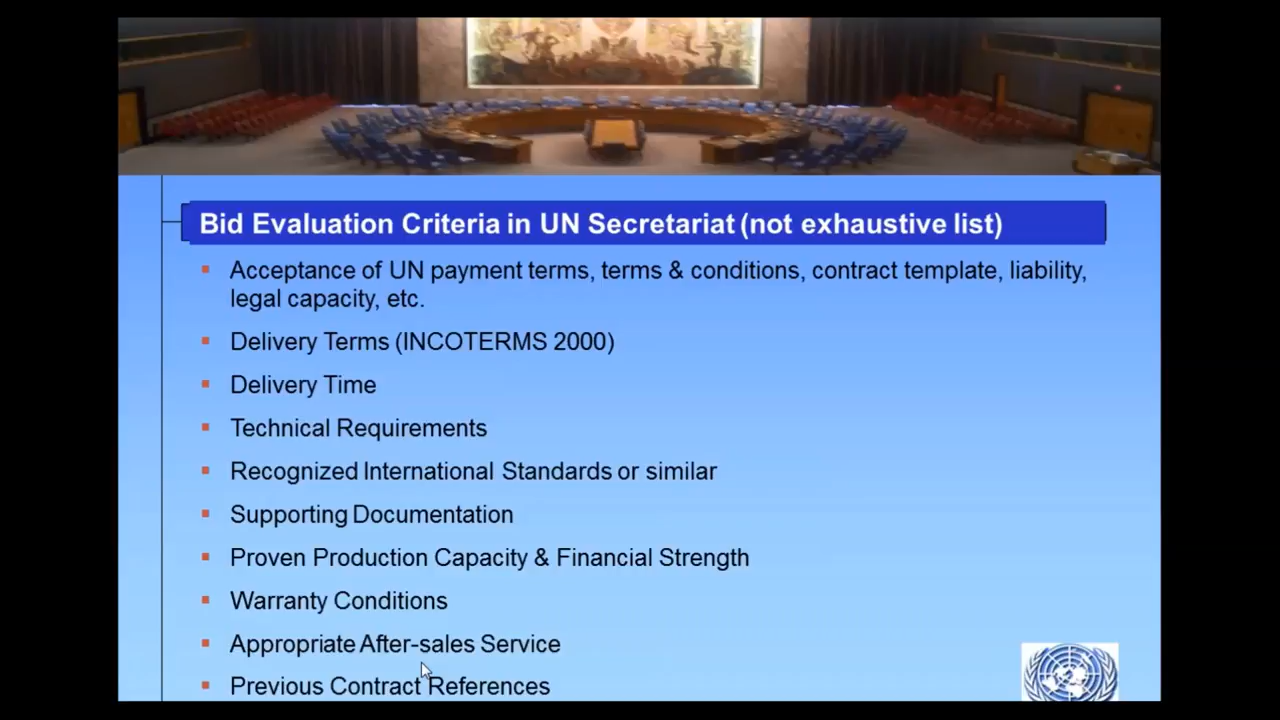 Bid Evaluation Criteria in UN Secretariat (not exhaustive list)
Acceptance of UN payment terms, terms & conditions, contract template, liability,
legal capacity, etc.
Delivery Terms (INCOTERMS 2000)
Delivery Time
Technical Requirements
Recognized International Standards or similar
Supporting Documentation
Proven Production Capacity & Financial Strength
Warranty Conditions
Appropriate After-sales Service
Previous Contract References